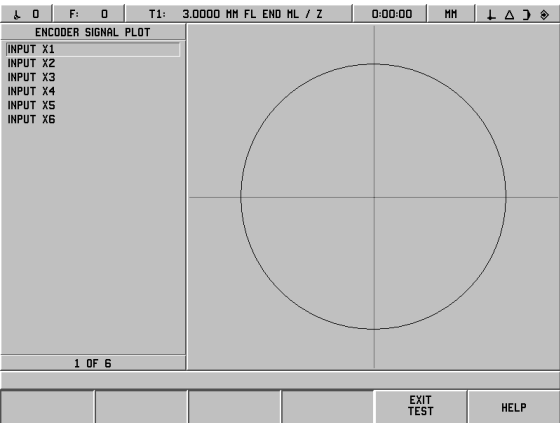 0 F: 0 T1: 3.0000 MM FL END ML / Z 0:00:00 MM
ENCODER SIGNAL PLOT
INPUT X1
INPUT X2
INPUT X3
INPUT X4
INPUT X5
INPUT X6
1 OF 6
EXIT
TEST
HELP